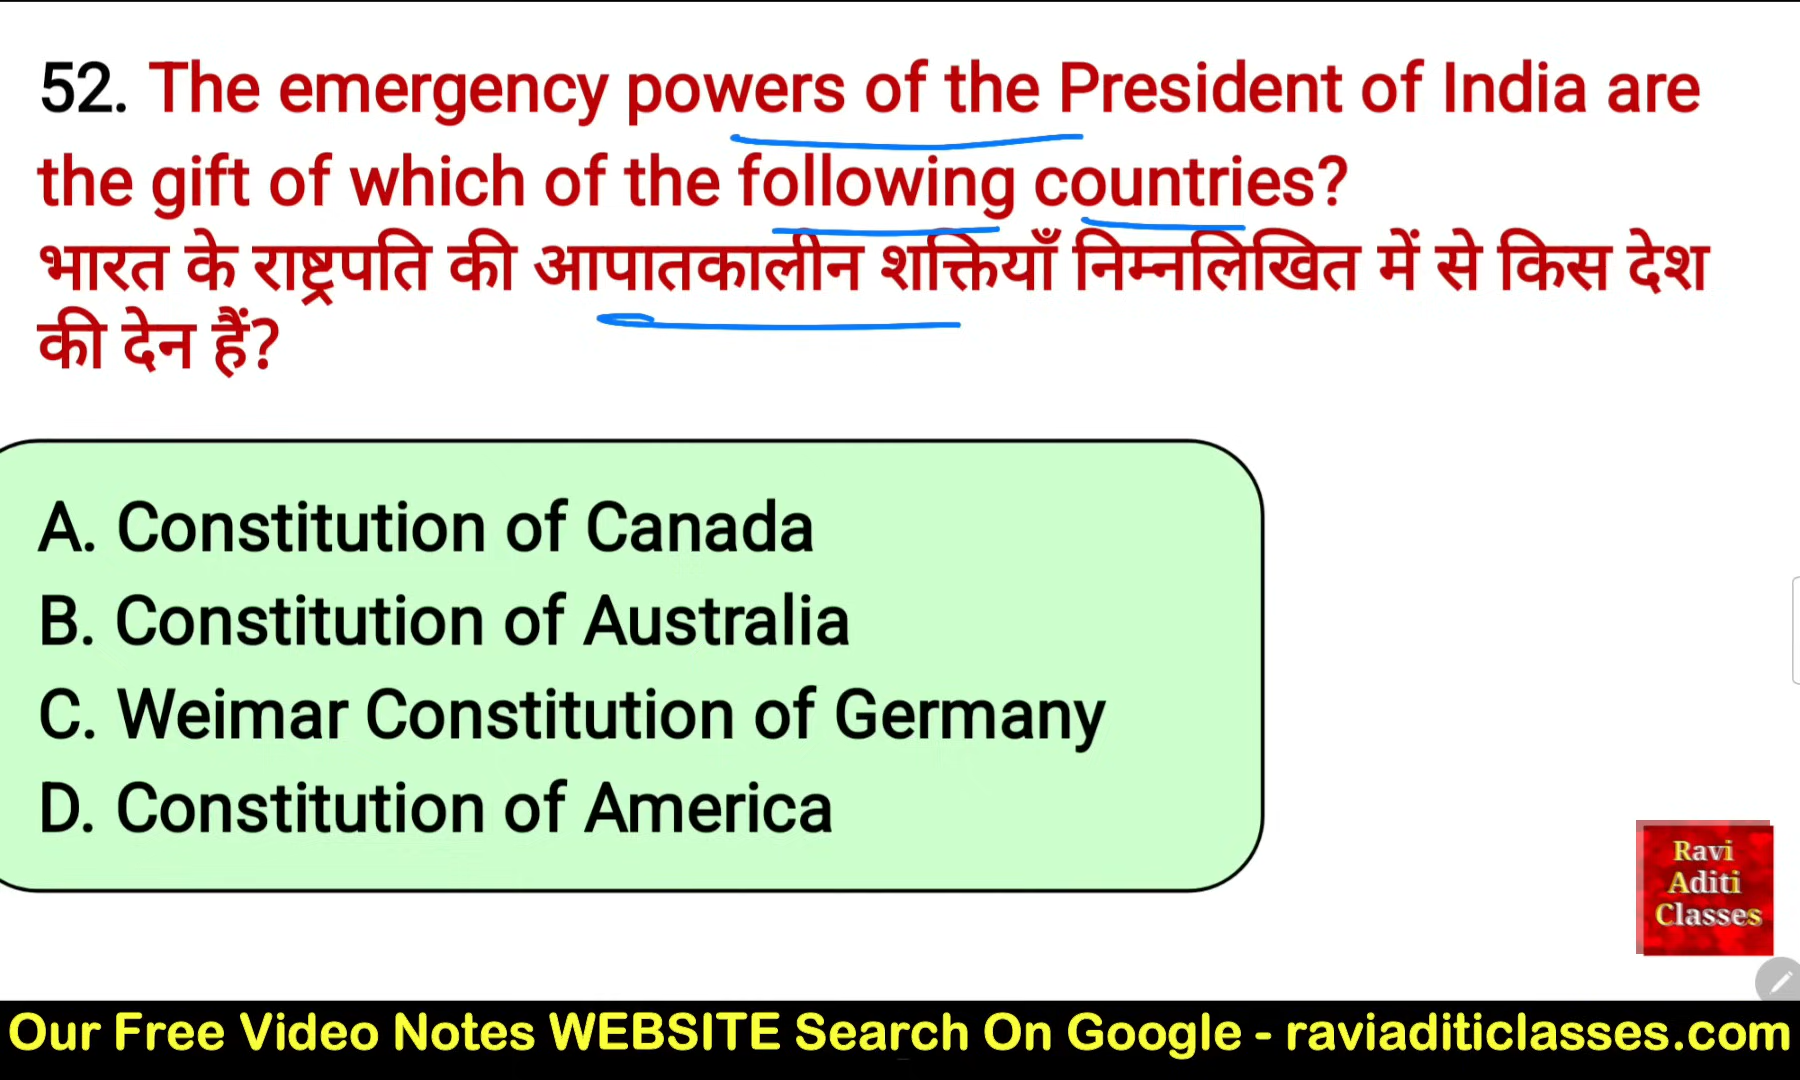 52. The emergency powers of the President of India are
the gift of which of the following countries?
भारत के राष्ट्रपति की आपातकालीन शक्तियाँ निम्नलिखित में से किस देश
की देन हैं?
A. Constitution of Canada
B. Constitution of Australia
C. Weimar Constitution of Germany
D. Constitution of America
Ravi
Aditi
Classes
Our Free Video Notes WEBSITE Search On Google - raviaditiclasses.com